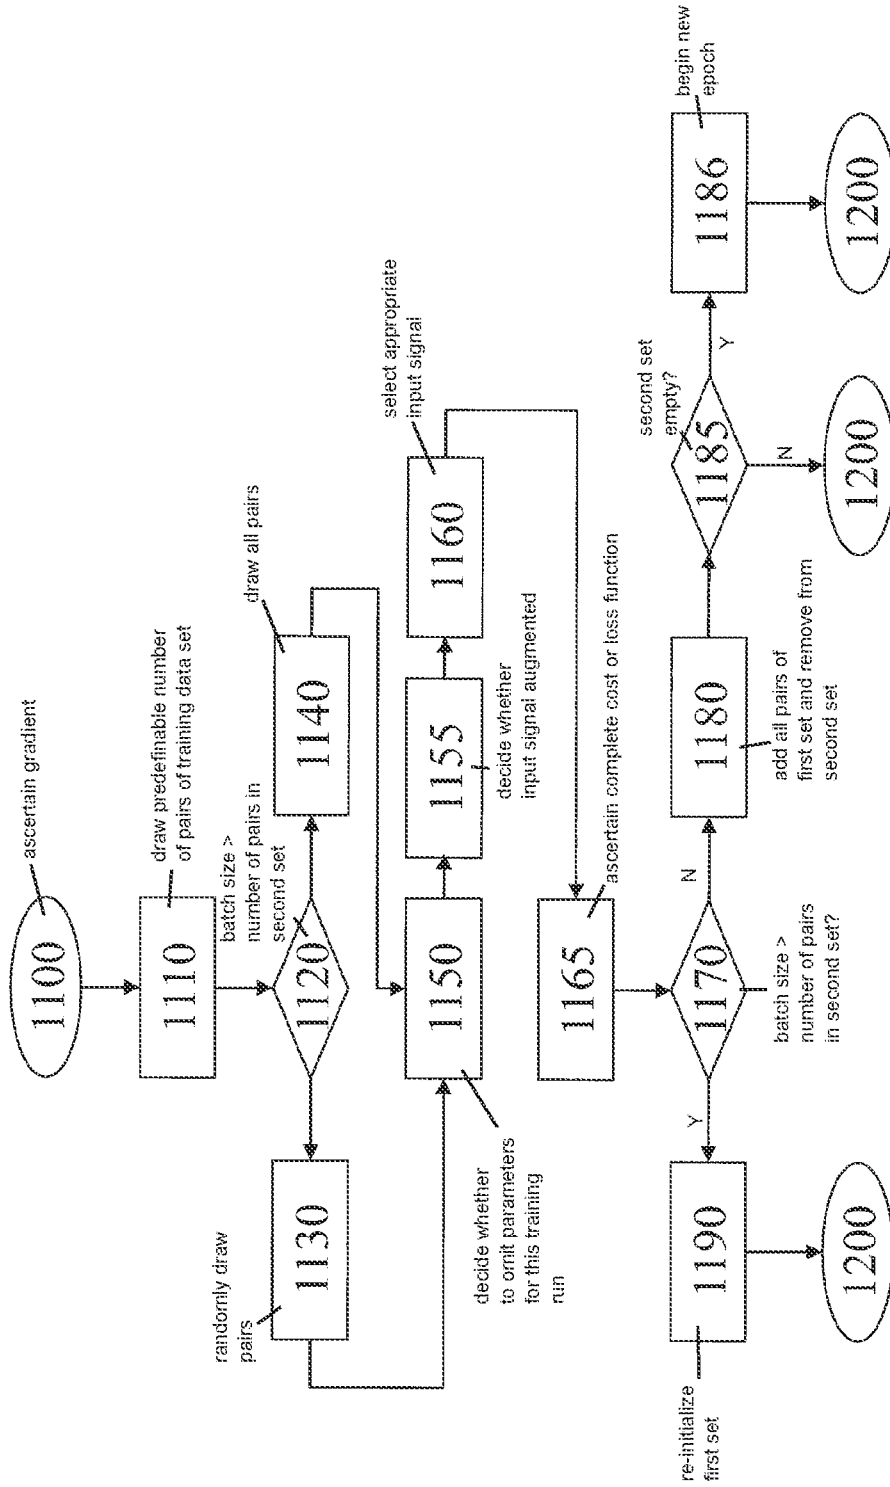 1100
ascertain gradient
1110
draw predefinable number
of pairs of training data set
1120
batch size >
number of pairs in
second set
1130
randomly draw
pairs
1140
draw all pairs
1150
decide whether
to omit parameters
for this training
run
1155
decide whether
input signal augmented
1160
select appropriate
input signal
1165
ascertain complete cost or loss function
1170
batch size >
number of pairs
in second set?
Y
N
1190
re-initialize
first set
1200
1180
add all pairs of
first set and remove from
second set
1185
second set
empty?
N
Y
1200
1186
begin new
epoch
1200